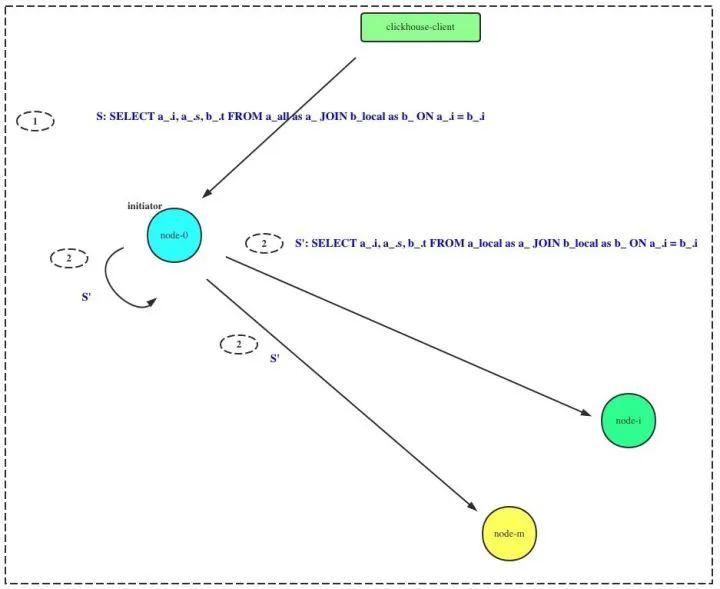 clickhouse-client
1
S: SELECT a_.i, a_.s, b_.t FROM a_all as a_ JOIN b_local as b_ ON a_.i = b_.i
initiator
node-0
2
S': SELECT a_.i, a_.s, b_.t FROM a_local as a_ JOIN b_local as b_ ON a_.i = b_.i
2
S'
2
S'
node-i
node-m